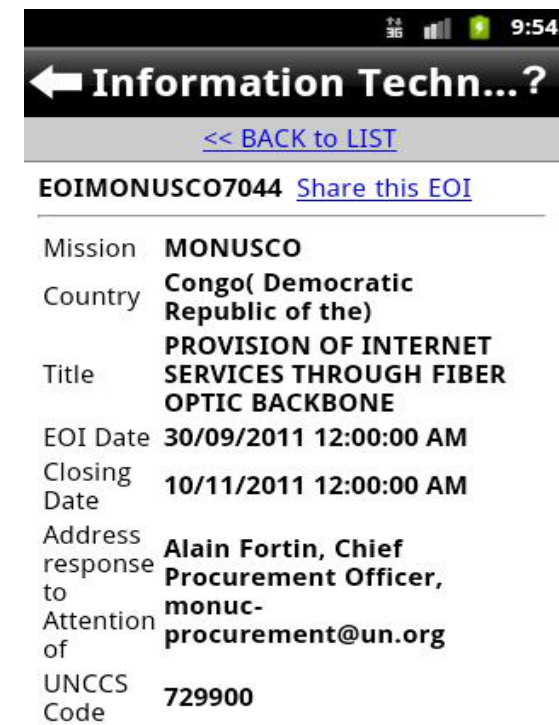 3G 9:54
Information Techn...?
<< BACK to LIST
EOIMONUSCO7044 Share this EOI
Mission MONUSCO
Country Congo( Democratic
Republic of the)
Title PROVISION OF INTERNET
SERVICES THROUGH FIBER
OPTIC BACKBONE
EOI Date 30/09/2011 12:00:00 AM
Closing
Date 10/11/2011 12:00:00 AM
Address
response
to
Attention
of
Alain Fortin, Chief
Procurement Officer,
monuc-
procurement@un.org
UNCCS
Code 729900